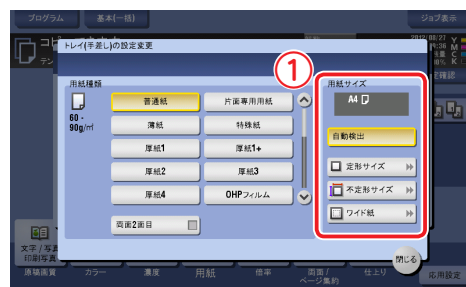 プログラム
基本(一括)
ジョブ表示
トレイ(手差し)の設定変更
①
用紙種類
用紙サイズ
60 -
90g/㎡
普通紙
片面専用用紙
A4
薄紙
特殊紙
自動検出
厚紙1
厚紙1+
厚紙2
厚紙3
定形サイズ
厚紙4
OHPフィルム
不定形サイズ
両面2面目
ワイド紙
閉じる
文字/写真
印刷写真
原稿画質
カラー
濃度
用紙
倍率
両面/
ページ集約
仕上り
応用設定
Y
M
C
K